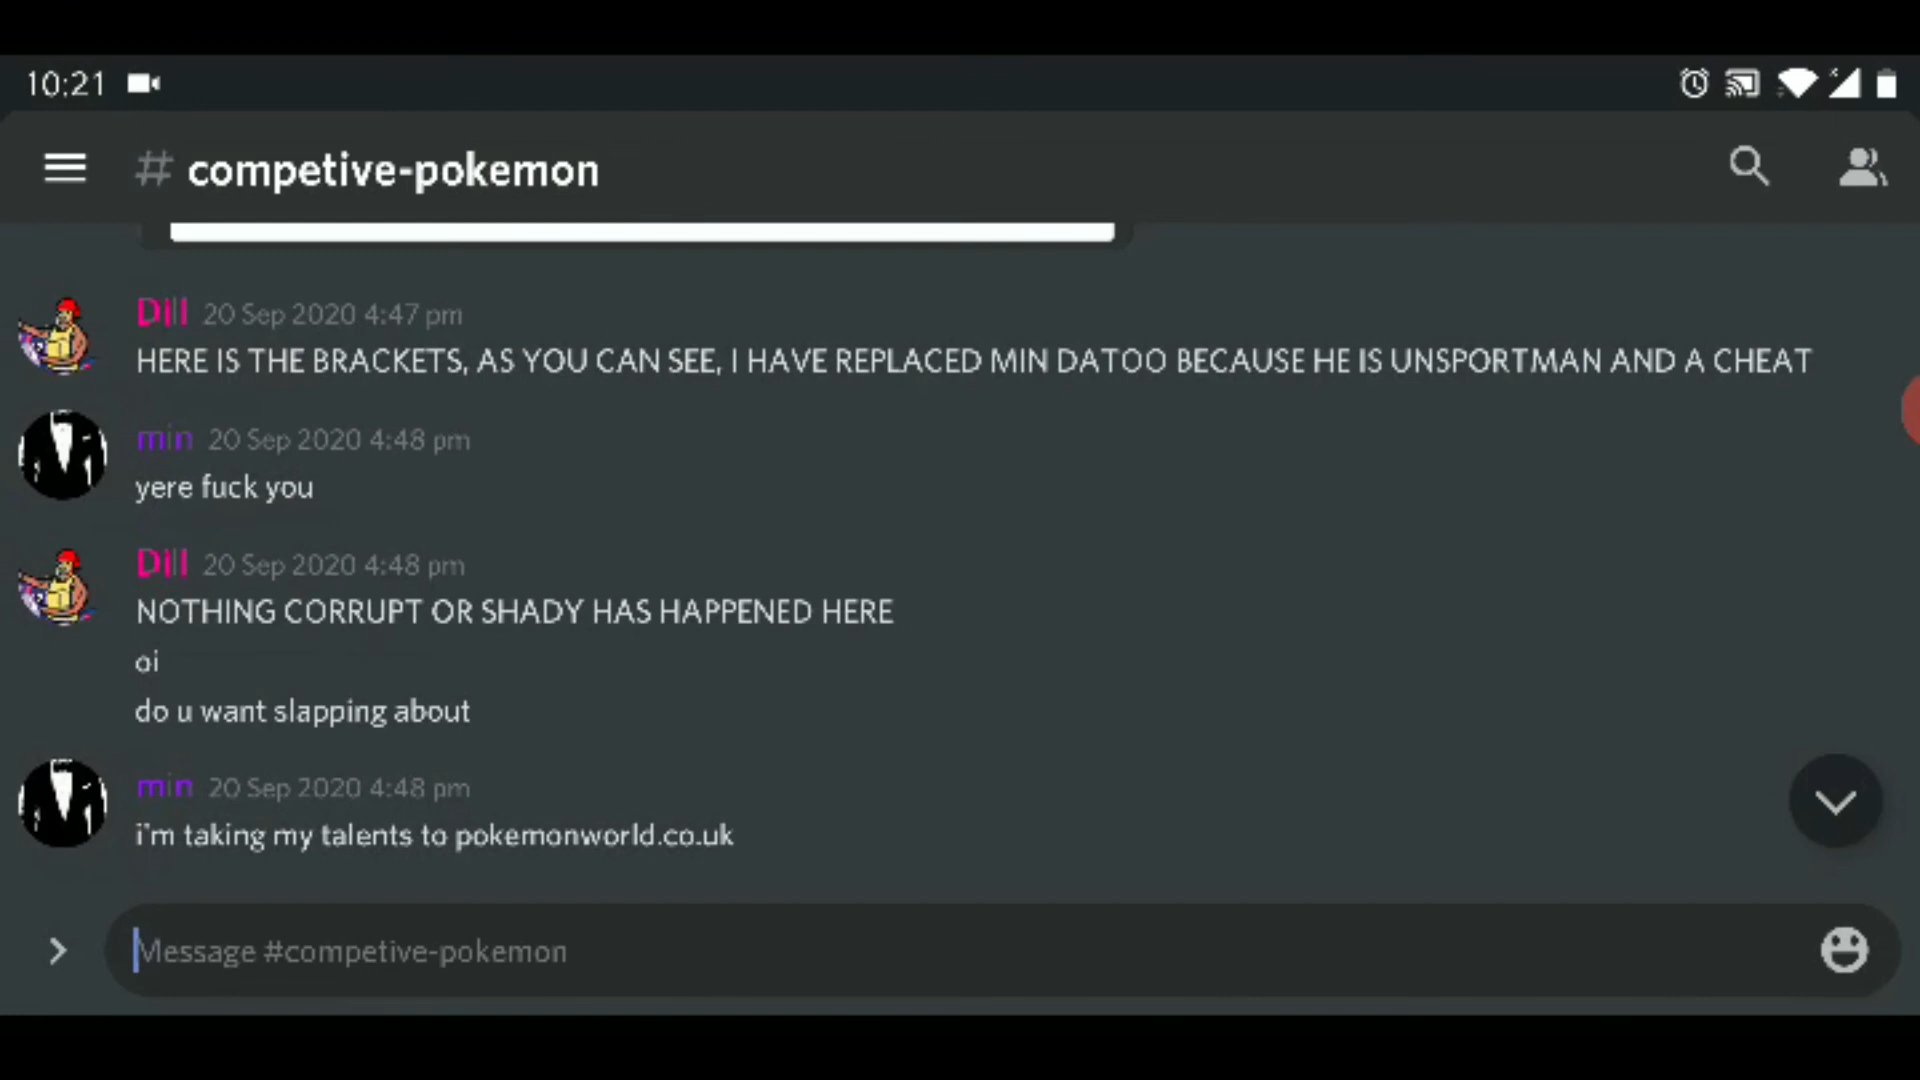 10:21
# competive-pokemon
Dill 20 Sep 2020 4:47 pm
HERE IS THE BRACKETS, AS YOU CAN SEE, I HAVE REPLACED MIN DATOO BECAUSE HE IS UNSPORTMAN AND A CHEAT
min 20 Sep 2020 4:48 pm
yere fuck you
Dill 20 Sep 2020 4:48 pm
NOTHING CORRUPT OR SHADY HAS HAPPENED HERE
oi
do u want slapping about
min 20 Sep 2020 4:48 pm
i'm taking my talents to pokemonworld.co.uk
Message #competive-pokemon